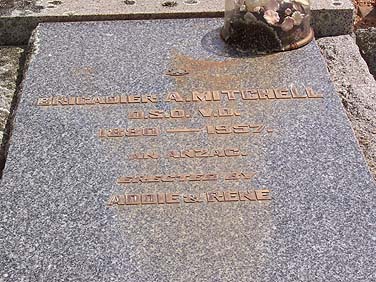 BRIGADIER A. MITCHELL
D.S.O. V.D.
1890 — 1957.
AN ANZAC.
ERECTED BY
ADDIE & RENE